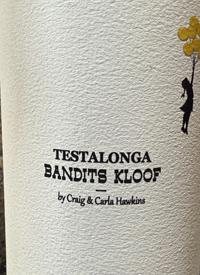 TESTALONGA
BANDITS KLOOF
by Craig & Carla Hawkins